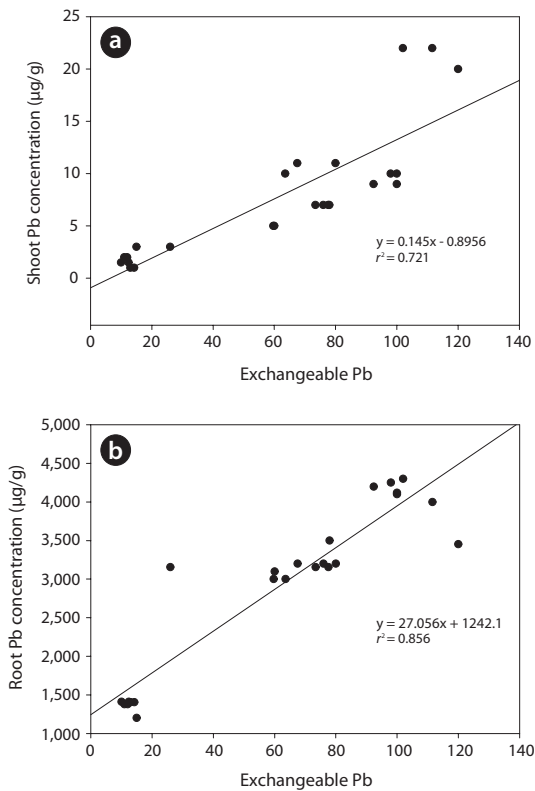 a
25
20
15
10
5
0
Shoot Pb concentration (μg/g)
y = 0.145x - 0.8956
r² = 0.721
0 20 40 60 80 100 120 140
Exchangeable Pb
b
5,000
4,500
4,000
3,500
3,000
2,500
2,000
1,500
1,000
Root Pb concentration (μg/g)
y = 27.056x + 1242.1
r² = 0.856
0 20 40 60 80 100 120 140
Exchangeable Pb